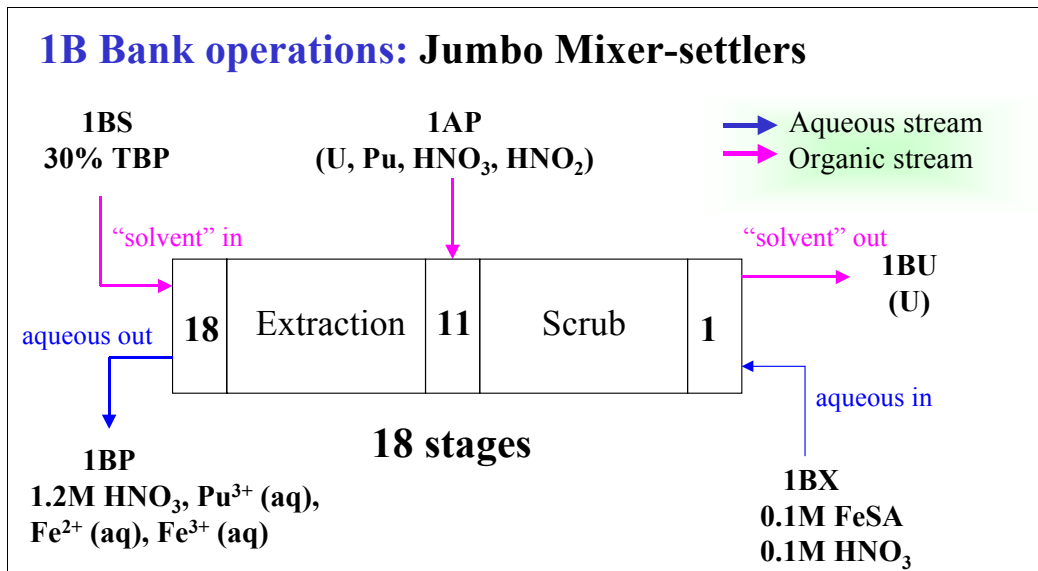 1B Bank operations: Jumbo Mixer-settlers
1BS
30% TBP
1AP
(U, Pu, HNO₃, HNO₂)
Aqueous stream
Organic stream
“solvent” in
“solvent” out
1BU
(U)
aqueous out
18
Extraction
11
Scrub
1
aqueous in
18 stages
1BP
1.2M HNO₃, Pu³⁺ (aq),
Fe²⁺ (aq), Fe³⁺ (aq)
1BX
0.1M FeSA
0.1M HNO₃